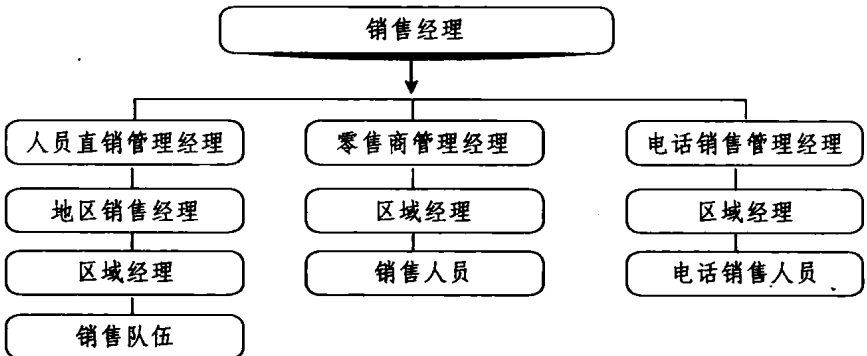 销售经理
人员直销管理经理
零售商管理经理
电话销售管理经理
地区销售经理
区域经理
区域经理
区域经理
销售人员
电话销售人员
销售队伍